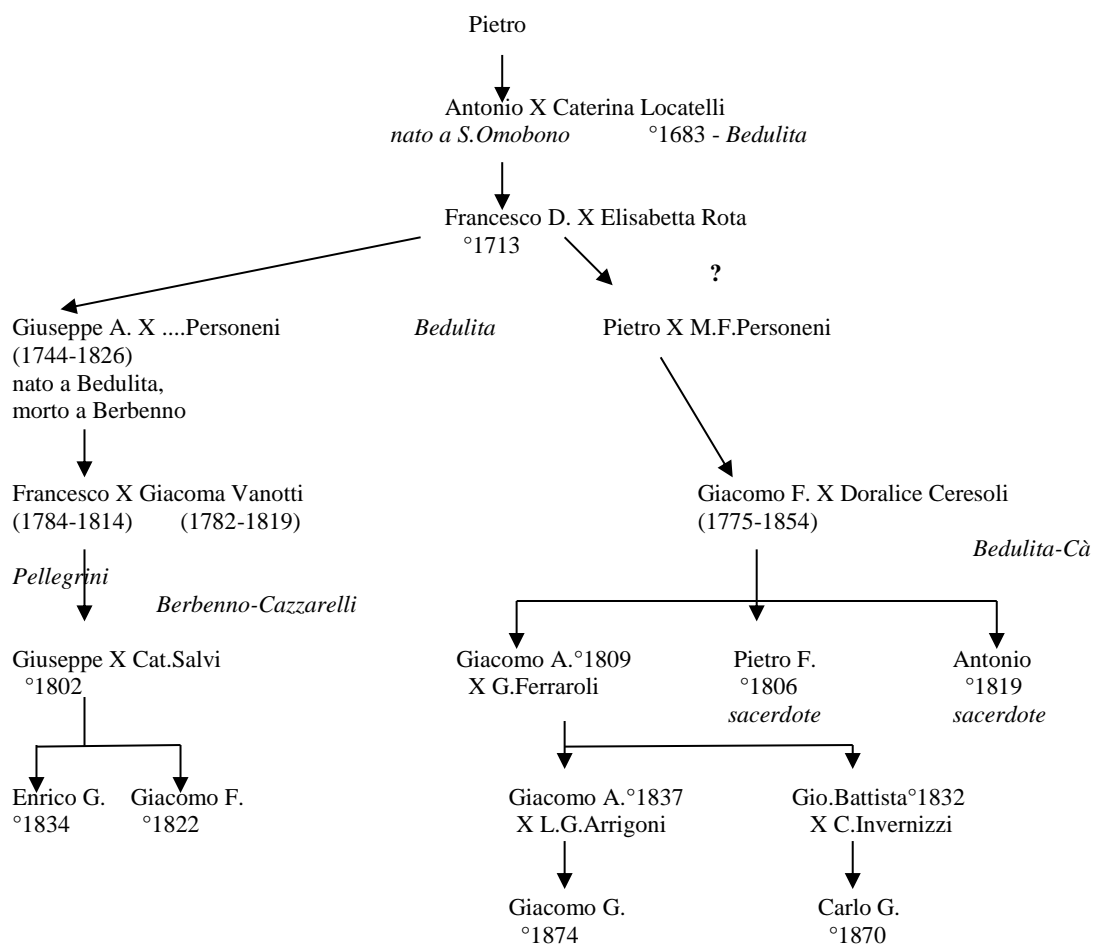 Pietro
Antonio X Caterina Locatelli
nato a S.Omobono °1683 - Bedulita
Francesco D. X Elisabetta Rota
°1713
?
Giuseppe A. X ....Personeni Bedulita Pietro X M.F.Personeni
(1744-1826)
nato a Bedulita,
morto a Berbenno
Francesco X Giacoma Vanotti Giacomo F. X Doralice Ceresoli
(1784-1814) (1782-1819) (1775-1854)
Bedulita-Cà
Pellegrini
Berbenno-Cazzarelli
Giuseppe X Cat.Salvi Giacomo A.°1809 Pietro F. Antonio
°1802 X G.Ferraroli °1806 °1819
sacerdote sacerdote
Enrico G. Giacomo F. Giacomo A.°1837 Gio.Battista°1832
°1834 °1822 X L.G.Arrigoni X C.Invernizzi
Giacomo G. Carlo G.
°1874 °1870